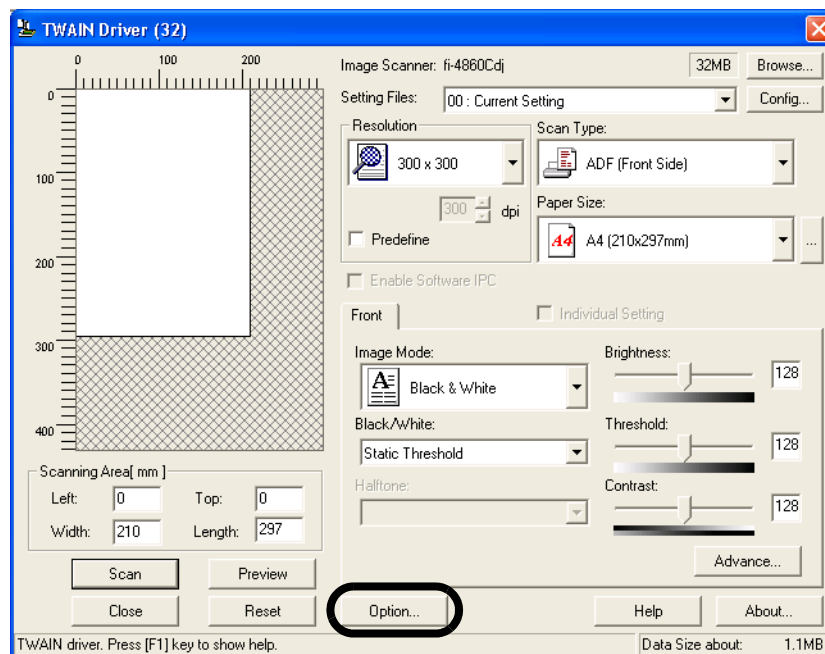 TWAIN Driver (32)
0 100 200
0
100
200
300
400
Image Scanner: fi-4860Cdj 32MB Browse...
Setting Files: 00 : Current Setting Config...
Resolution
300 x 300
300 dpi
Predefine
Scan Type:
ADF (Front Side)
Paper Size:
A4 A4 (210x297mm) ...
Enable Software IPC
Front Individual Setting
Image Mode:
A Black & White
Black/White:
Static Threshold
Halftone:
Brightness:
128
Threshold:
128
Contrast:
128
Advance...
Scanning Area[ mm ]
Left: 0 Top: 0
Width: 210 Length: 297
Scan Preview
Close Reset Option... Help About...
TWAIN driver. Press [F1] key to show help. Data Size about: 1.1MB